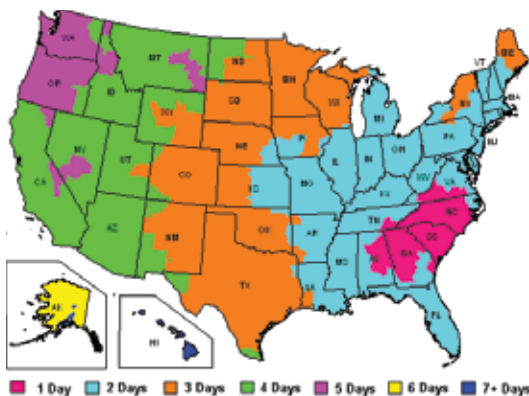 WA
MT
ND
MN
ME
VT
OR
ID
SD
WI
NY
MA
WY
MI
NV
NE
IA
PA
NJ
CA
UT
CO
KS
MO
IL
IN
OH
WV
VA
KY
NC
AZ
NM
OK
AR
TN
SC
TX
LA
MS
AL
GA
FL
AK
HI
1 Day
2 Days
3 Days
4 Days
5 Days
6 Days
7+ Days